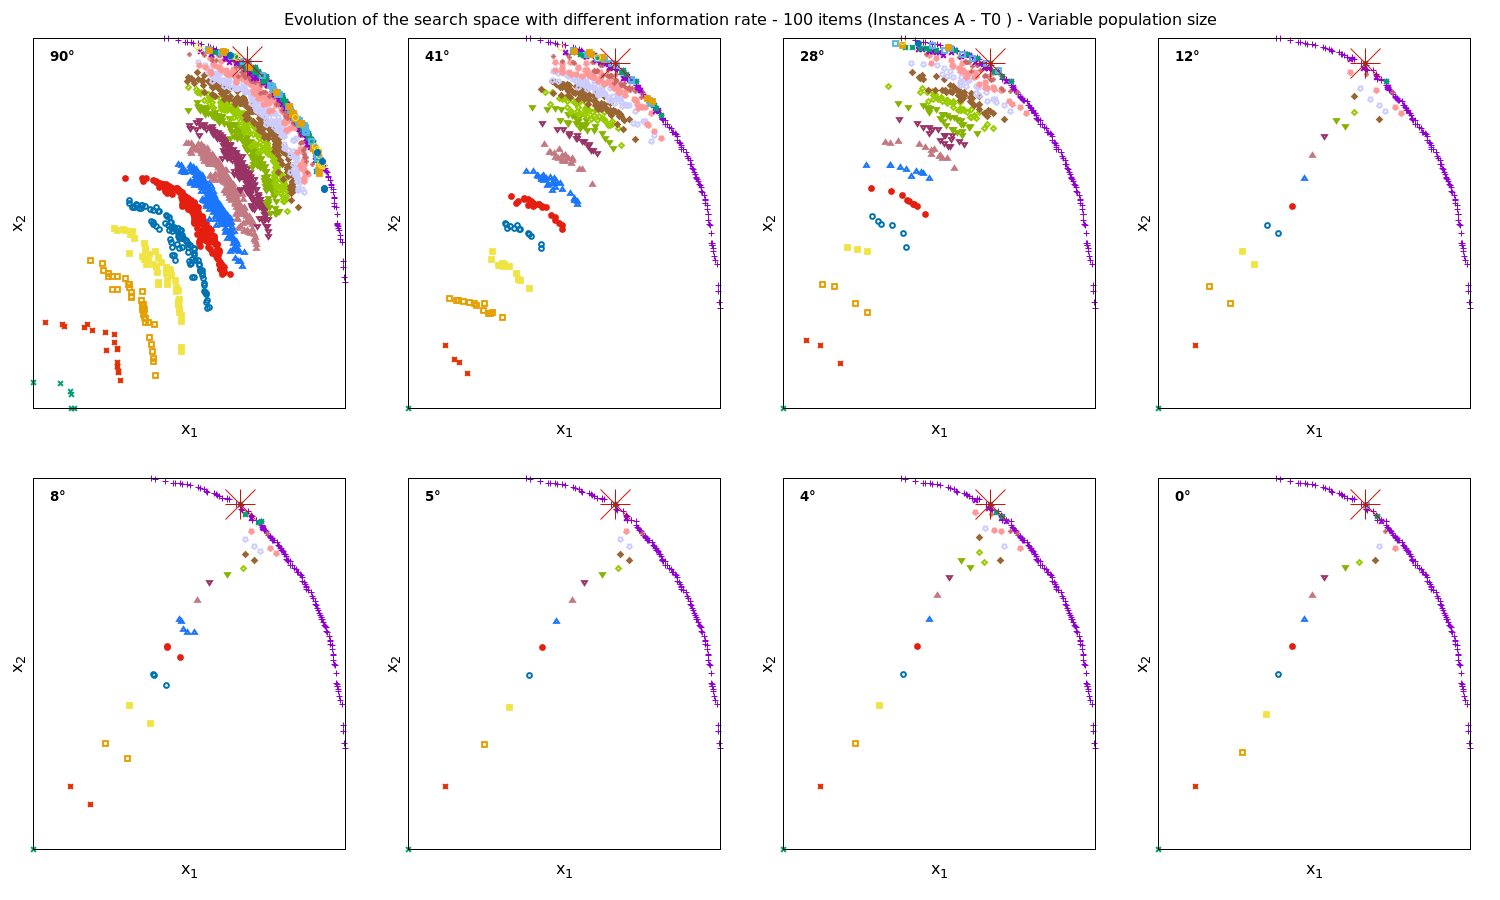 Evolution of the search space with different information rate - 100 items (Instances A - T0 ) - Variable population size
90°
41°
28°
12°
x2
x2
x2
x2
x1
x1
x1
x1
8°
5°
4°
0°
x2
x2
x2
x2
x1
x1
x1
x1